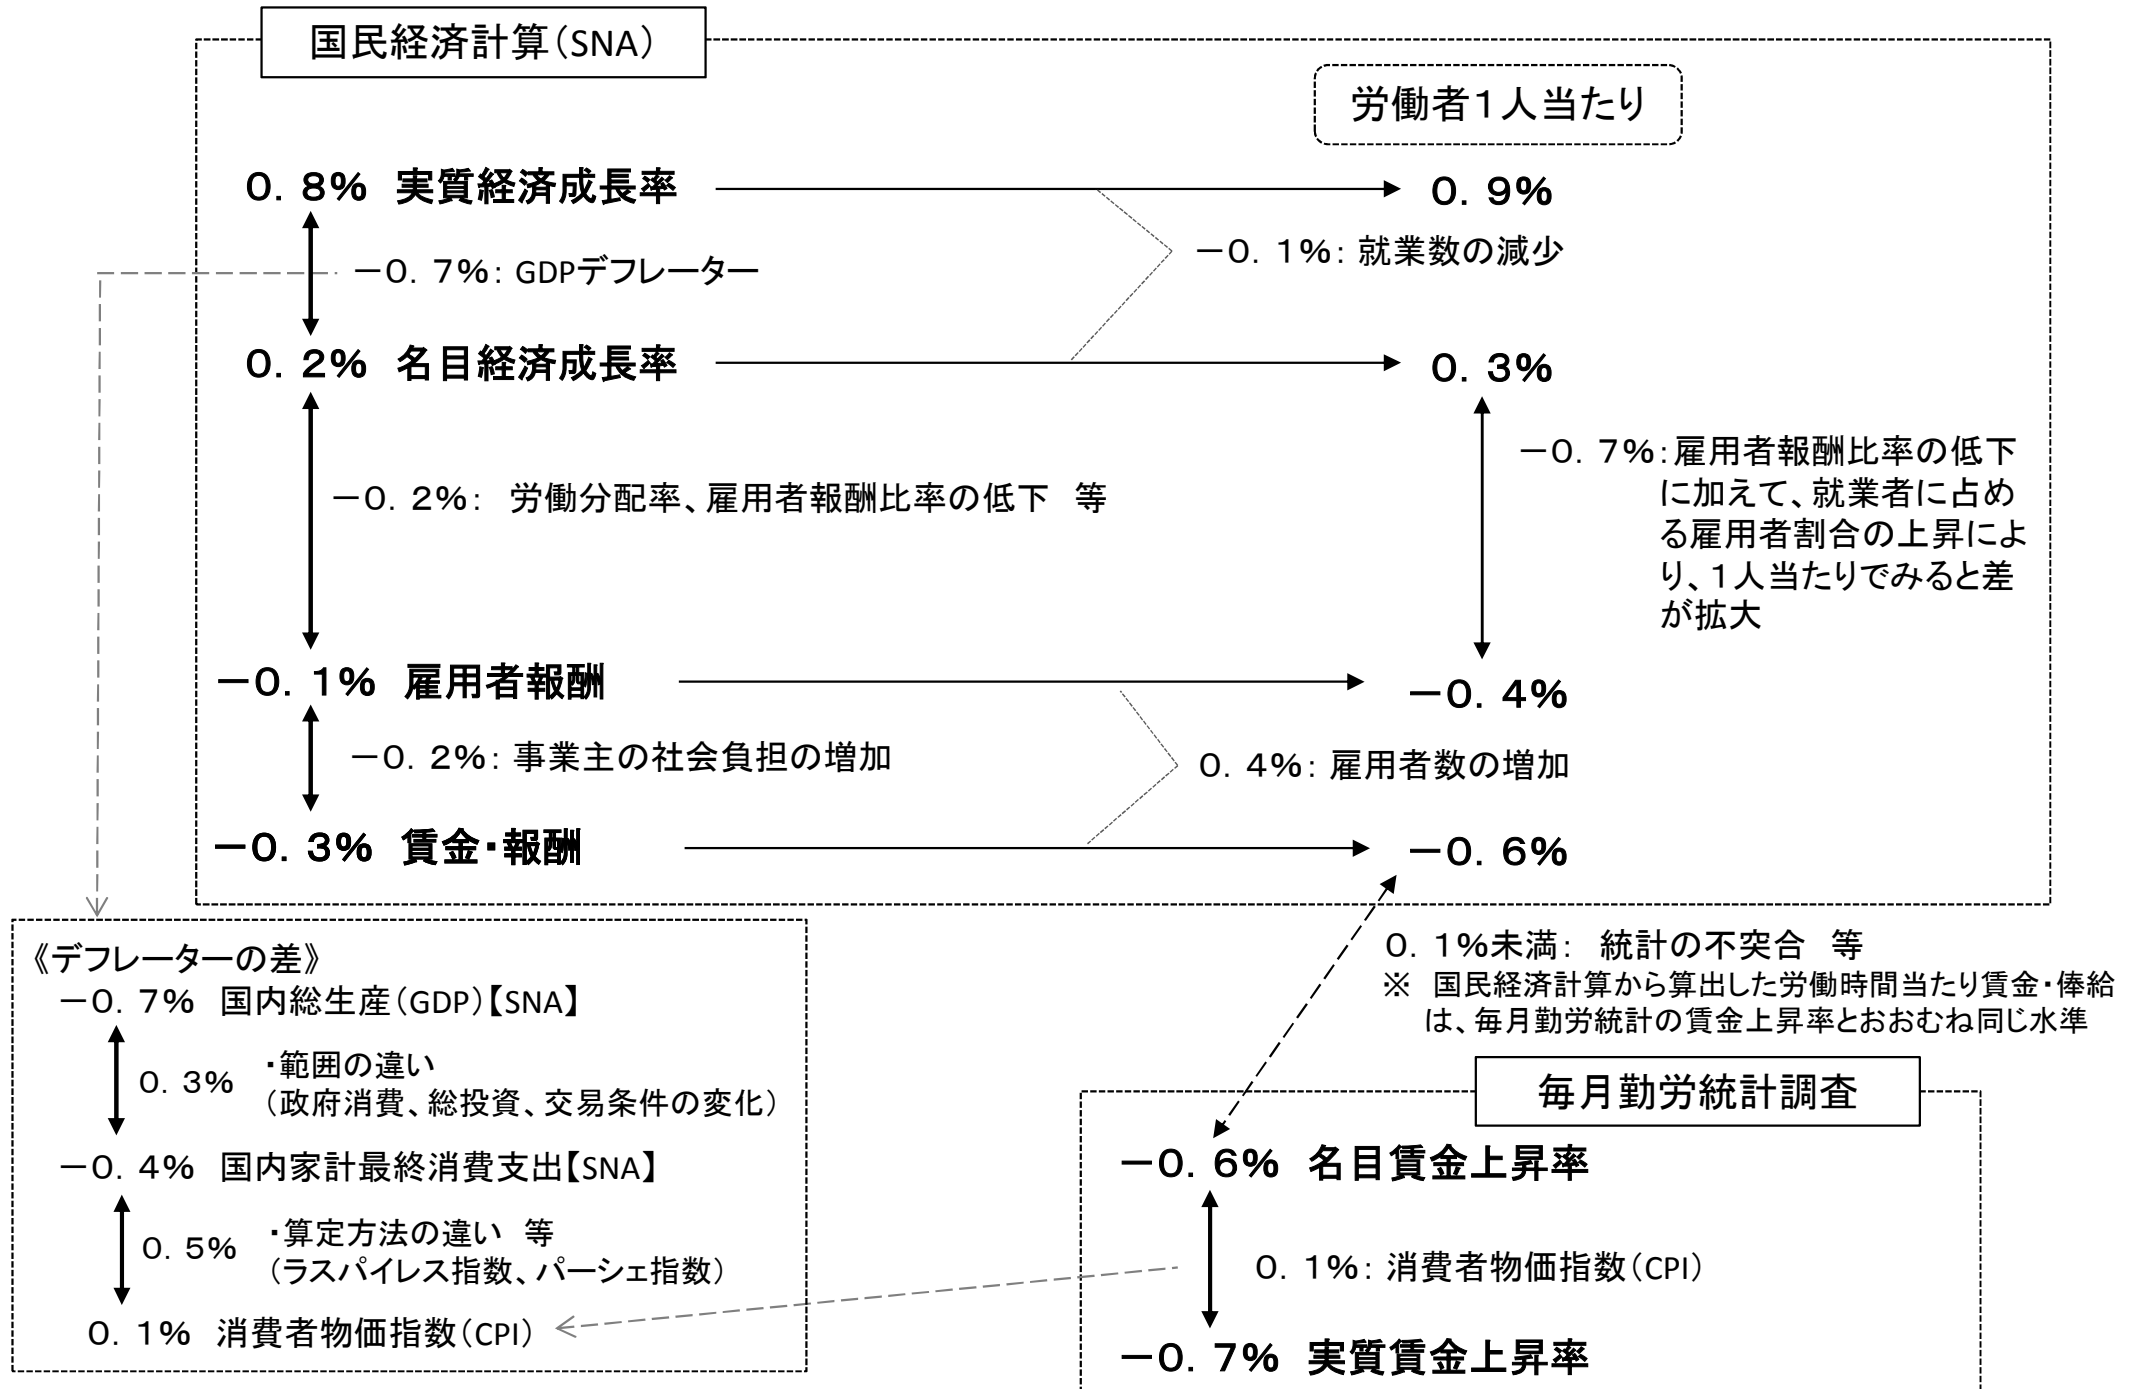 国民経済計算(SNA)
労働者1人当たり
0.8% 実質経済成長率
0.9%
-0.1%:就業数の減少
-0.7%:GDPデフレーター
0.2% 名目経済成長率
0.3%
-0.7%:雇用者報酬比率の低下
に加えて、就業者に占め
る雇用者割合の上昇によ
り、1人当たりでみると差
が拡大
-0.2%: 労働分配率、雇用者報酬比率の低下 等
-0.1% 雇用者報酬
-0.4%
-0.2%:事業主の社会負担の増加
0.4%:雇用者数の増加
-0.3% 賃金・報酬
-0.6%
0.1%未満: 統計の不突合 等
※ 国民経済計算から算出した労働時間当たり賃金・俸給
は、毎月勤労統計の賃金上昇率とおおむね同じ水準
《デフレーターの差》
-0.7% 国内総生産(GDP)【SNA】
0.3% ・範囲の違い
(政府消費、総投資、交易条件の変化)
-0.4% 国内家計最終消費支出【SNA】
0.5% ・算定方法の違い 等
(ラスパイレス指数、パーシェ指数)
0.1% 消費者物価指数(CPI)
毎月勤労統計調査
-0.6% 名目賃金上昇率
0.1%:消費者物価指数(CPI)
-0.7% 実質賃金上昇率